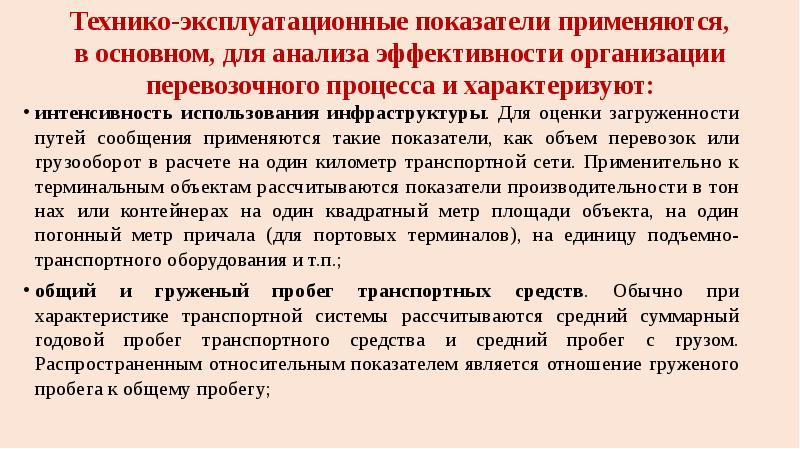 Технико-эксплуатационные показатели применяются,
в основном, для анализа эффективности организации
перевозочного процесса и характеризуют:
• интенсивность использования инфраструктуры. Для оценки загруженности
путей сообщения применяются такие показатели, как объем перевозок или
грузооборот в расчете на один километр транспортной сети. Применительно к
терминальным объектам рассчитываются показатели производительности в тон
нах или контейнерах на один квадратный метр площади объекта, на один
погонный метр причала (для портовых терминалов), на единицу подъемно-
транспортного оборудования и т.п.;
• общий и груженый пробег транспортных средств. Обычно при
характеристике транспортной системы рассчитываются средний суммарный
годовой пробег транспортного средства и средний пробег с грузом.
Распространенным относительным показателем является отношение груженого
пробега к общему пробегу;